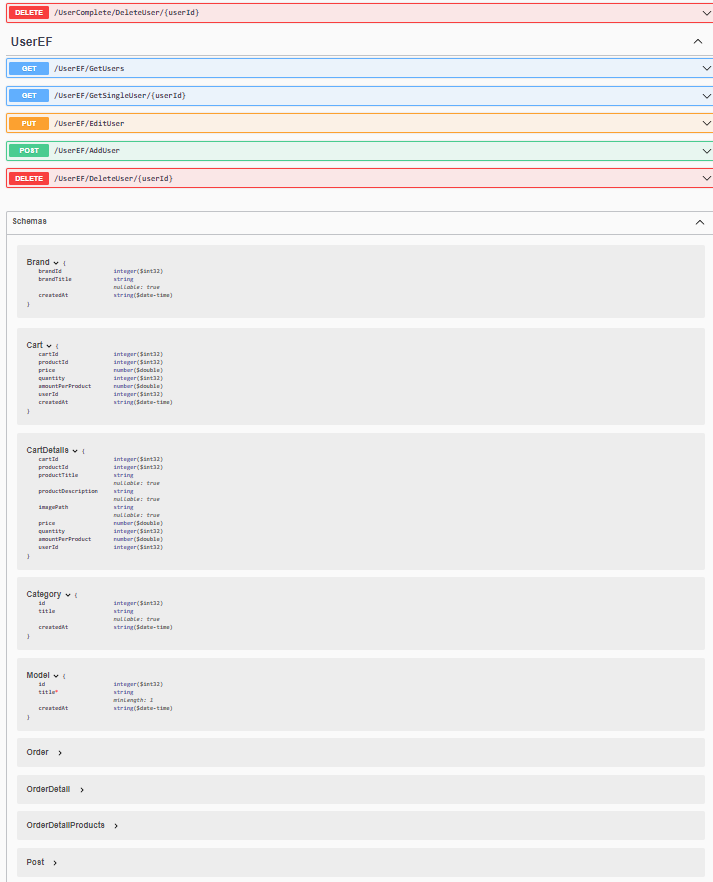 DELETE /UserComplete/DeleteUser/{userId}
UserEF
GET /UserEF/GetUsers
GET /UserEF/GetSingleUser/{userId}
PUT /UserEF/EditUser
POST /UserEF/AddUser
DELETE /UserEF/DeleteUser/{userId}
Schemas
Brand {
brandId integer($int32)
brandTitle string
nullable: true
createdAt string($date-time)
}
Cart {
cartId integer($int32)
productId integer($int32)
price number($double)
quantity integer($int32)
amountPerProduct number($double)
userId integer($int32)
createdAt string($date-time)
}
CartDetails {
cartId integer($int32)
productId integer($int32)
productTitle string
nullable: true
productDescription string
nullable: true
imagePath string
nullable: true
price number($double)
quantity integer($int32)
amountPerProduct number($double)
userId integer($int32)
}
Category {
id integer($int32)
title string
nullable: true
createdAt string($date-time)
}
Model {
id integer($int32)
title* string
minLength: 1
createdAt string($date-time)
}
Order
OrderDetail
OrderDetailProducts
Post